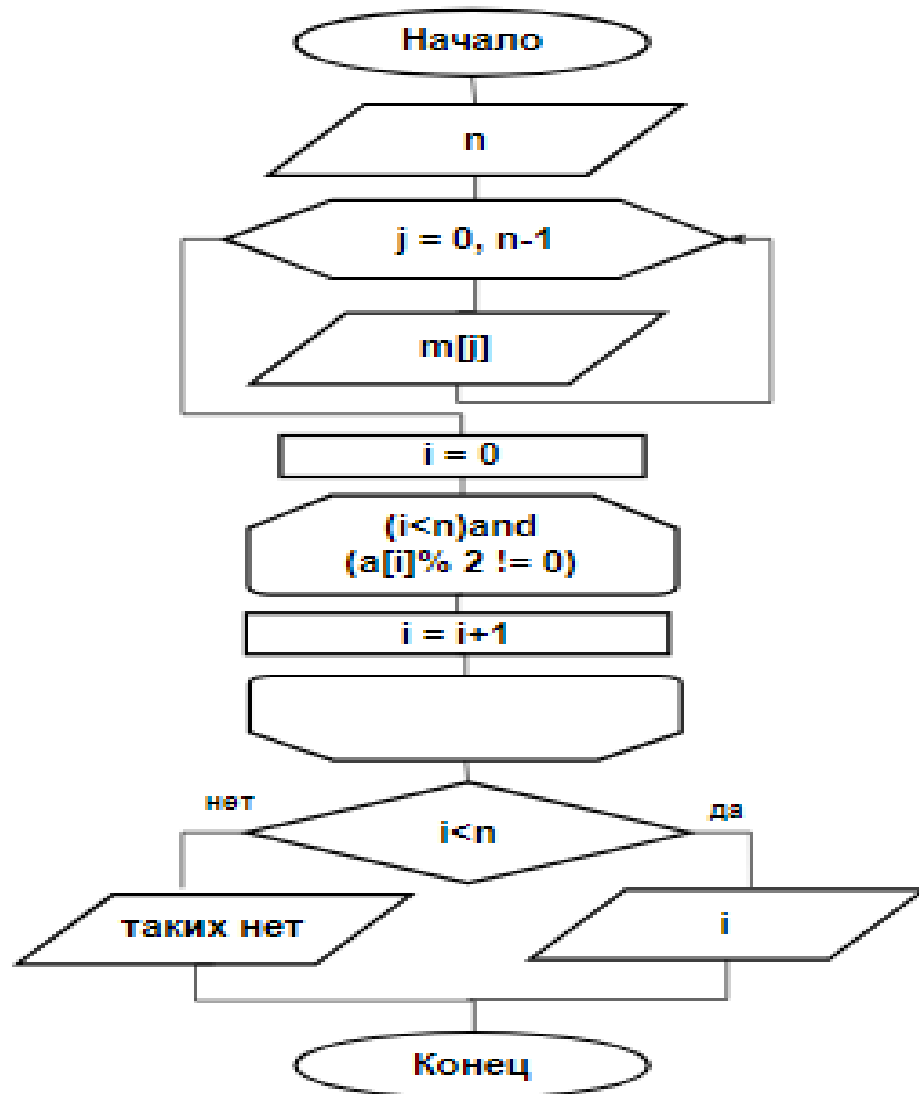 Начало
n
j = 0, n-1
m[j]
i = 0
(i<n)and
(a[i]% 2 != 0)
i = i+1
нет
да
i<n
таких нет
i
Конец